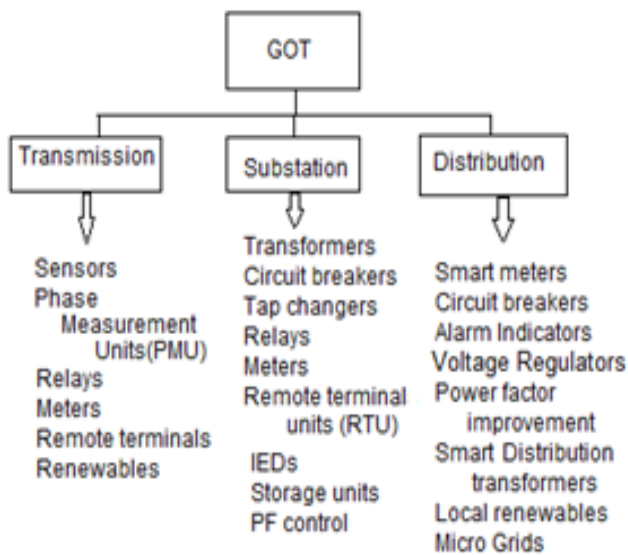 GOT
Transmission
Sensors
Phase
Measurement
Units(PMU)
Relays
Meters
Remote terminals
Renewables
Substation
Transformers
Circuit breakers
Tap changers
Relays
Meters
Remote terminal
units (RTU)
IEDs
Storage units
PF control
Distribution
Smart meters
Circuit breakers
Alarm Indicators
Voltage Regulators
Power factor
improvement
Smart Distribution
transformers
Local renewables
Micro Grids